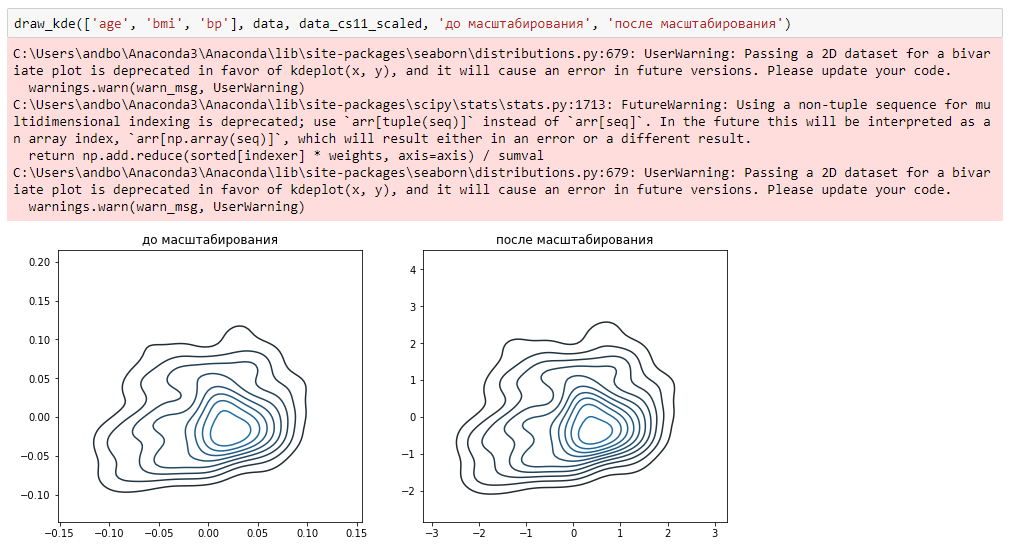 draw_kde(['age', 'bmi', 'bp'], data, data_cs11_scaled, 'до масштабирования', 'после масштабирования')
C:\Users\andbo\Anaconda3\Anaconda\lib\site-packages\seaborn\distributions.py:679: UserWarning: Passing a 2D dataset for a bivar
iate plot is deprecated in favor of kdeplot(x, y), and it will cause an error in future versions. Please update your code.
  warnings.warn(warn_msg, UserWarning)
C:\Users\andbo\Anaconda3\Anaconda\lib\site-packages\scipy\stats\stats.py:1713: FutureWarning: Using a non-tuple sequence for mu
ltidimensional indexing is deprecated; use `arr[tuple(seq)]` instead of `arr[seq]`. In the future this will be interpreted as a
n array index, `arr[np.array(seq)]`, which will result either in an error or a different result.
  return np.add.reduce(sorted[indexer] * weights, axis=axis) / sumval
C:\Users\andbo\Anaconda3\Anaconda\lib\site-packages\seaborn\distributions.py:679: UserWarning: Passing a 2D dataset for a bivar
iate plot is deprecated in favor of kdeplot(x, y), and it will cause an error in future versions. Please update your code.
  warnings.warn(warn_msg, UserWarning)
до масштабирования
0.20
0.15
0.10
0.05
0.00
−0.05
−0.10
−0.15 −0.10 −0.05 0.00 0.05 0.10 0.15
после масштабирования
4
3
2
1
0
−1
−2
−3 −2 −1 0 1 2 3